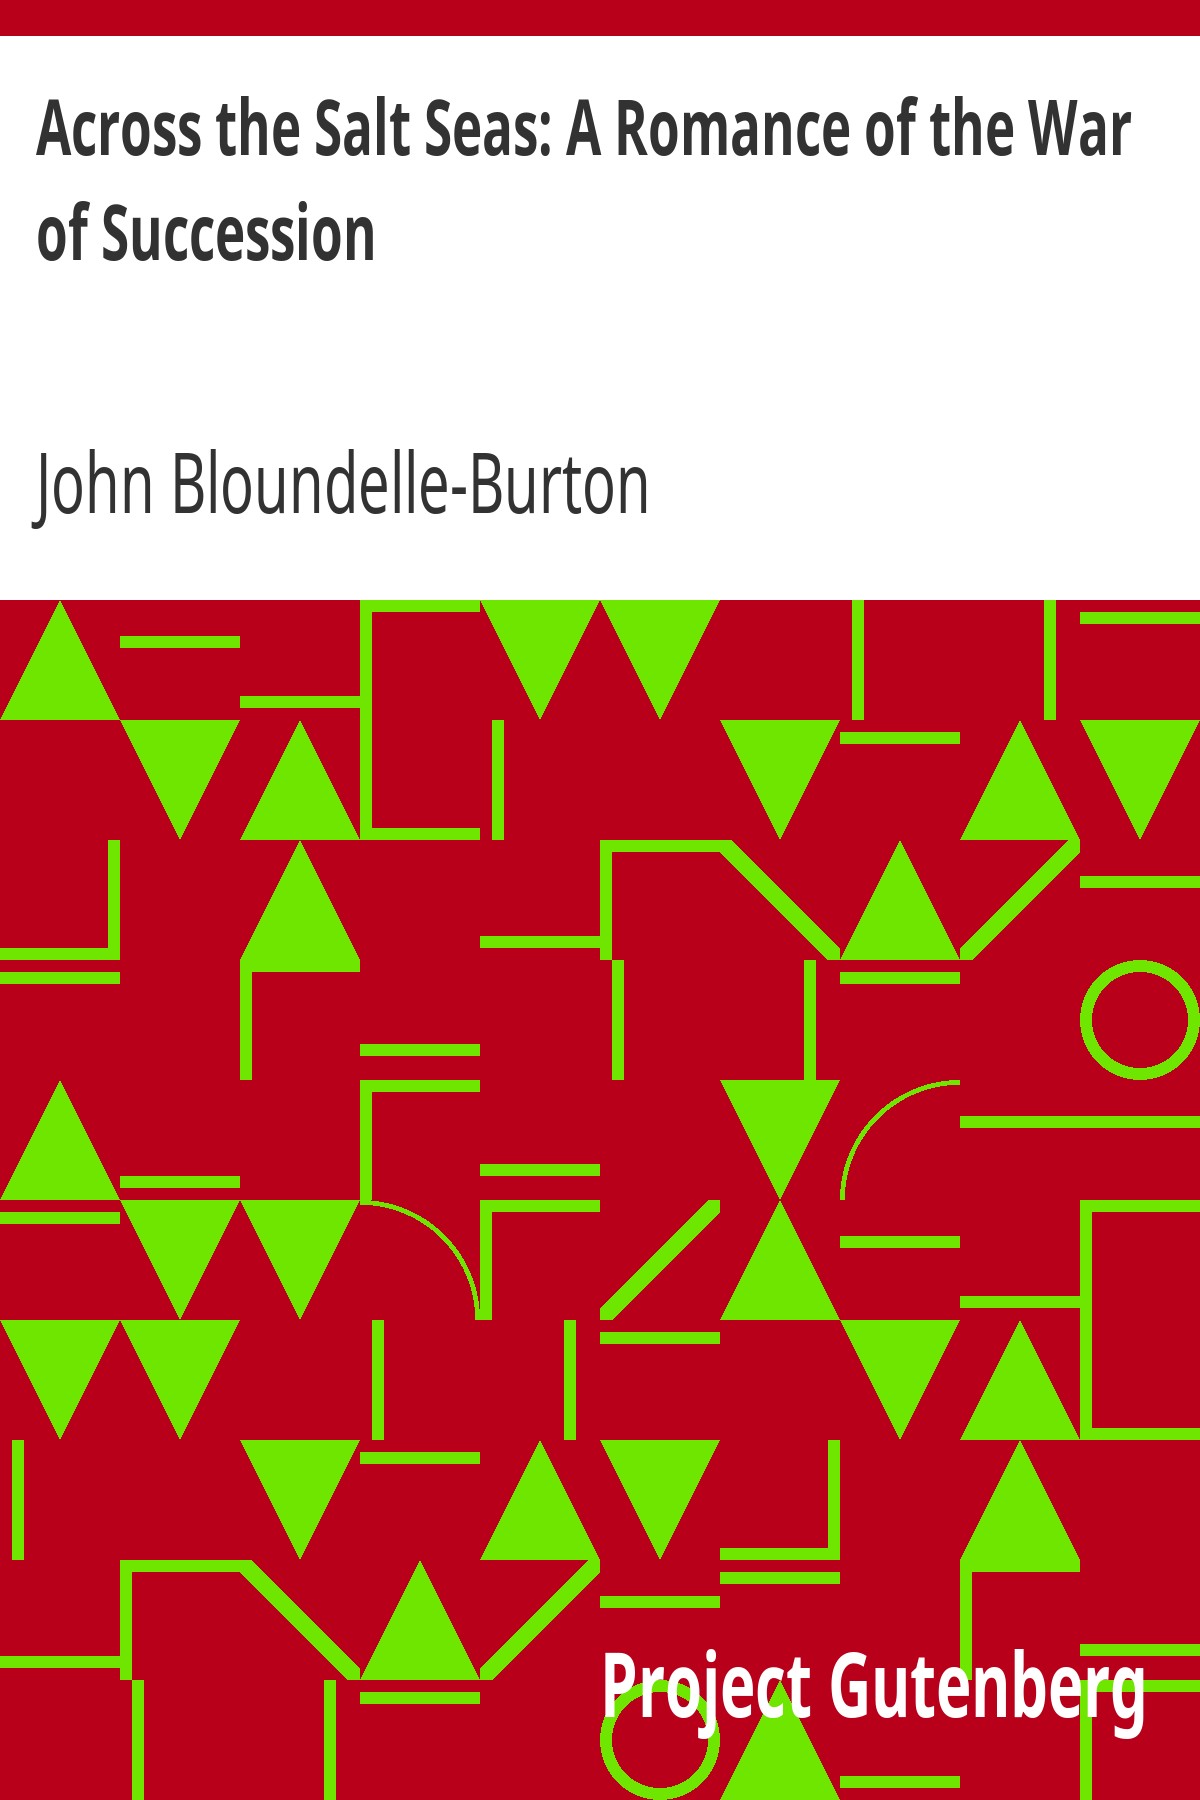 Across the Salt Seas: A Romance of the War
of Succession
John Bloundelle-Burton
Project Gutenberg